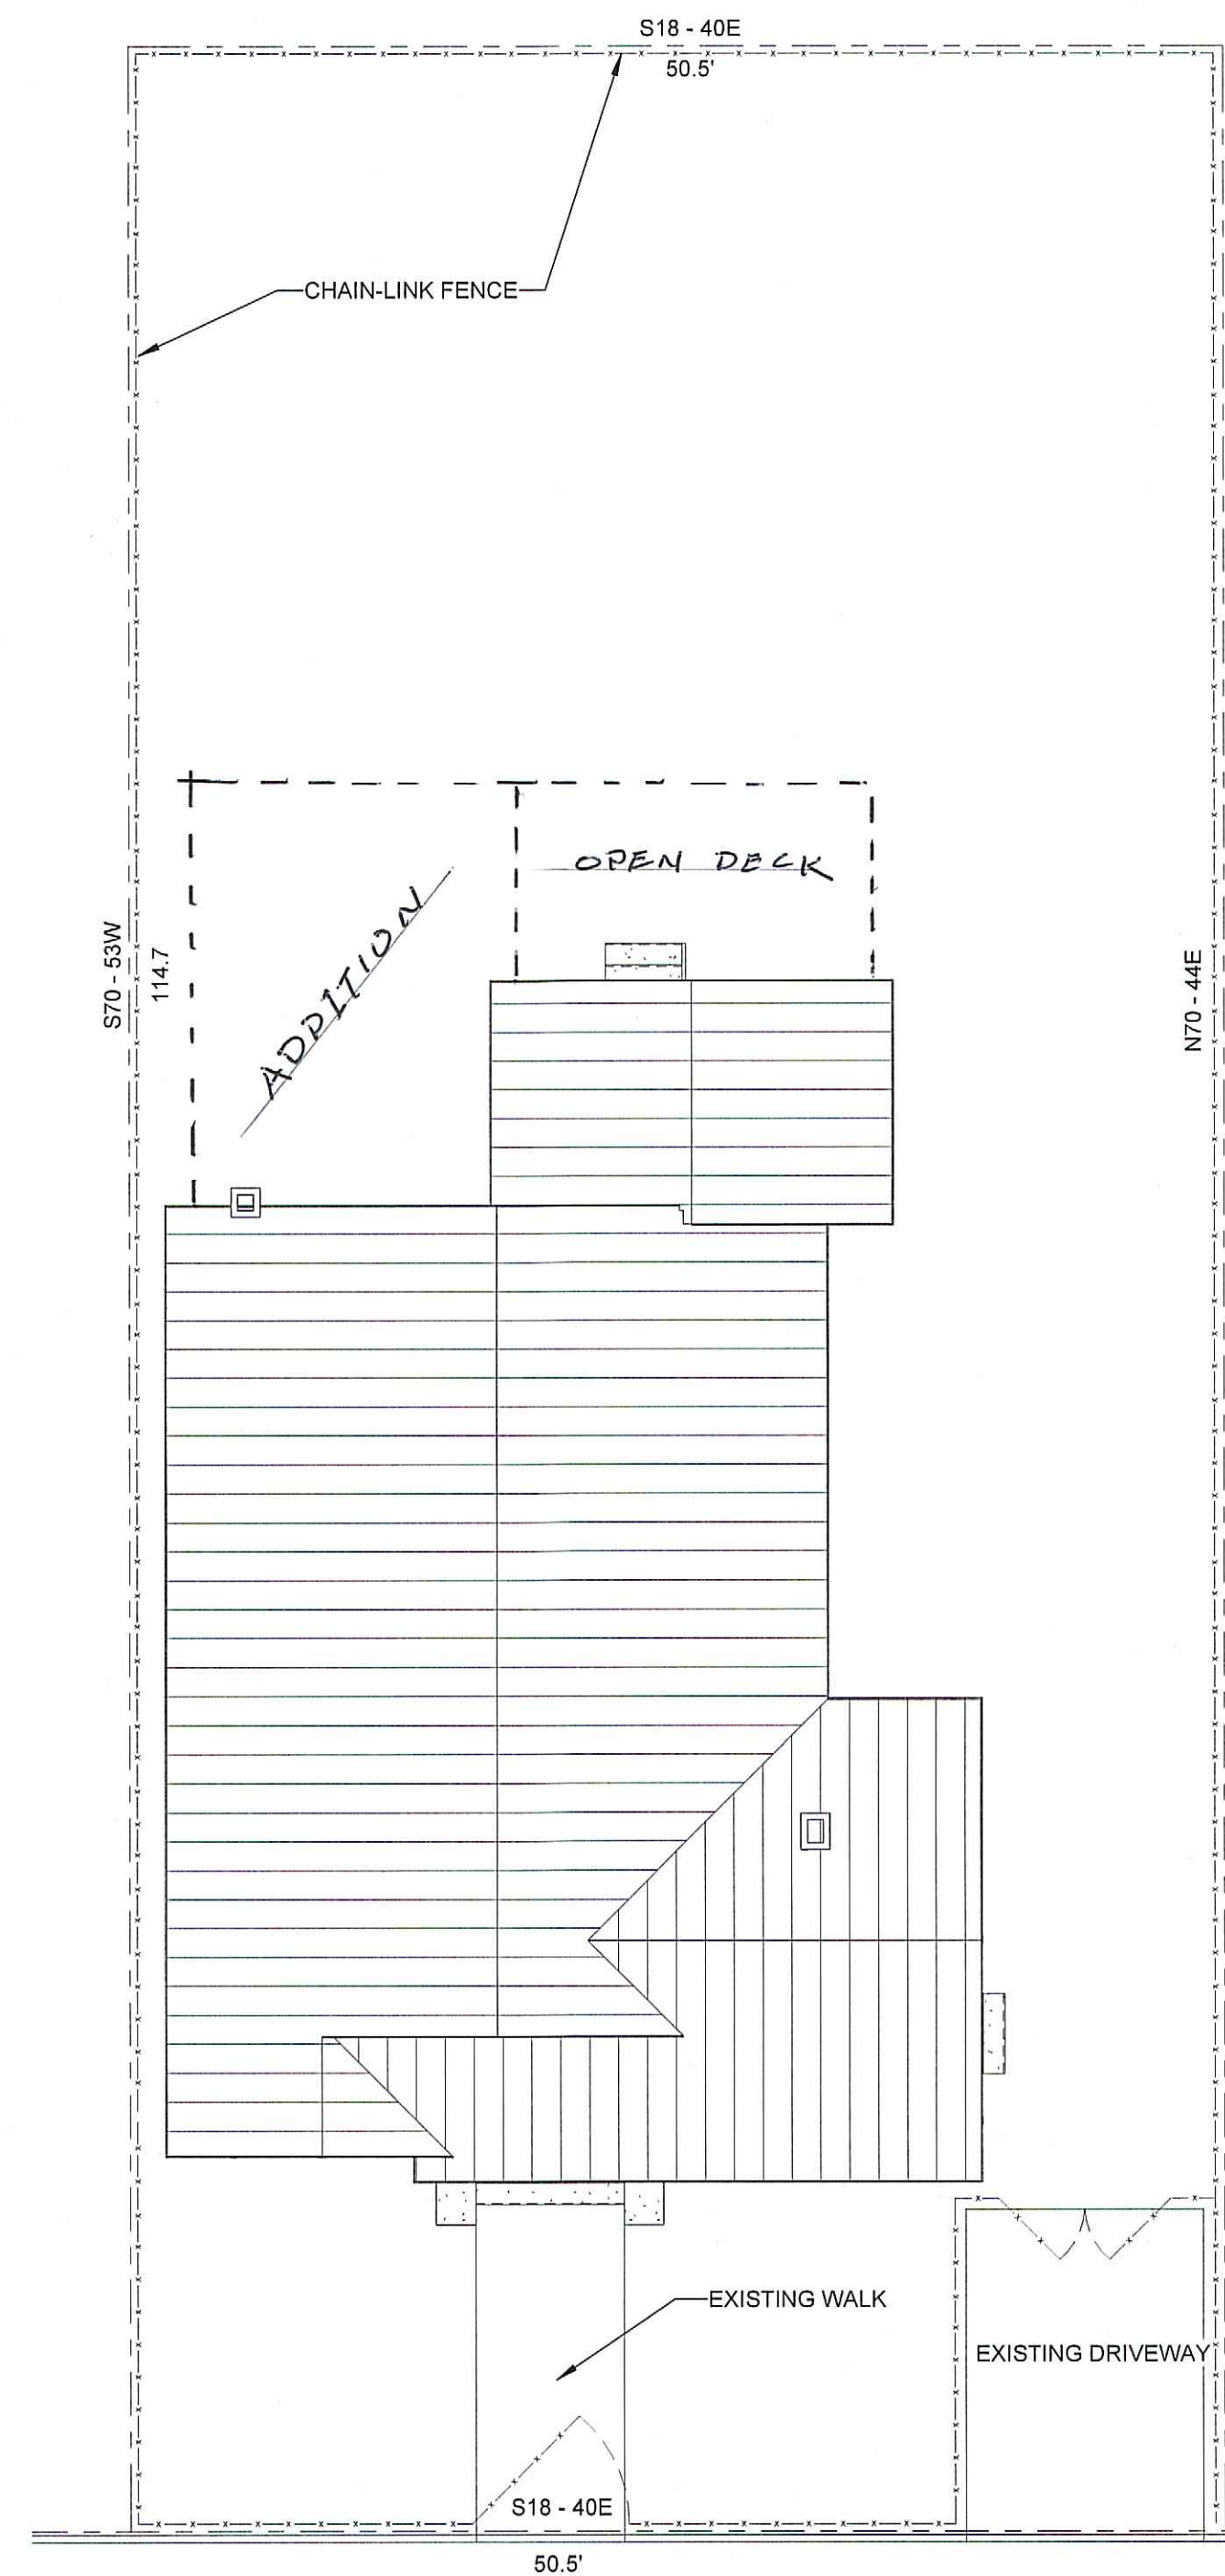 S18 - 40E
50.5'
CHAIN-LINK FENCE
OPEN DECK
ADDITION
S70 - 53W
114.7
N70 - 44E
EXISTING WALK
EXISTING DRIVEWAY
S18 - 40E
50.5'